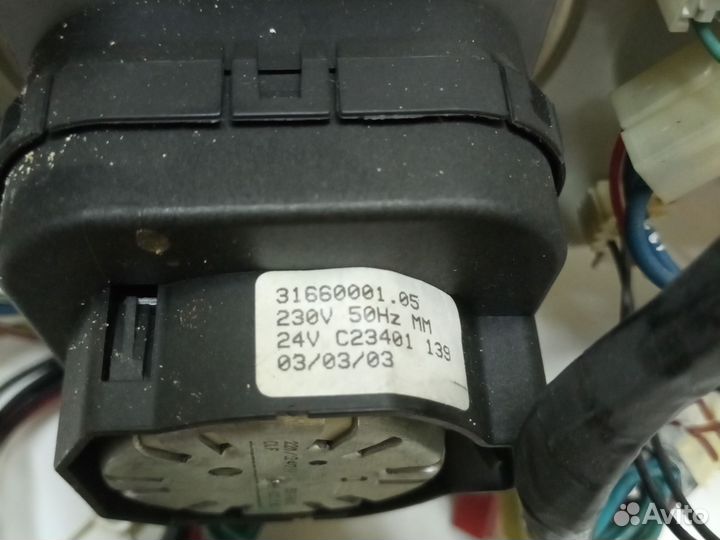 31660001.05
230V 50Hz MM
24V C23401 139
03/03/03
Avito